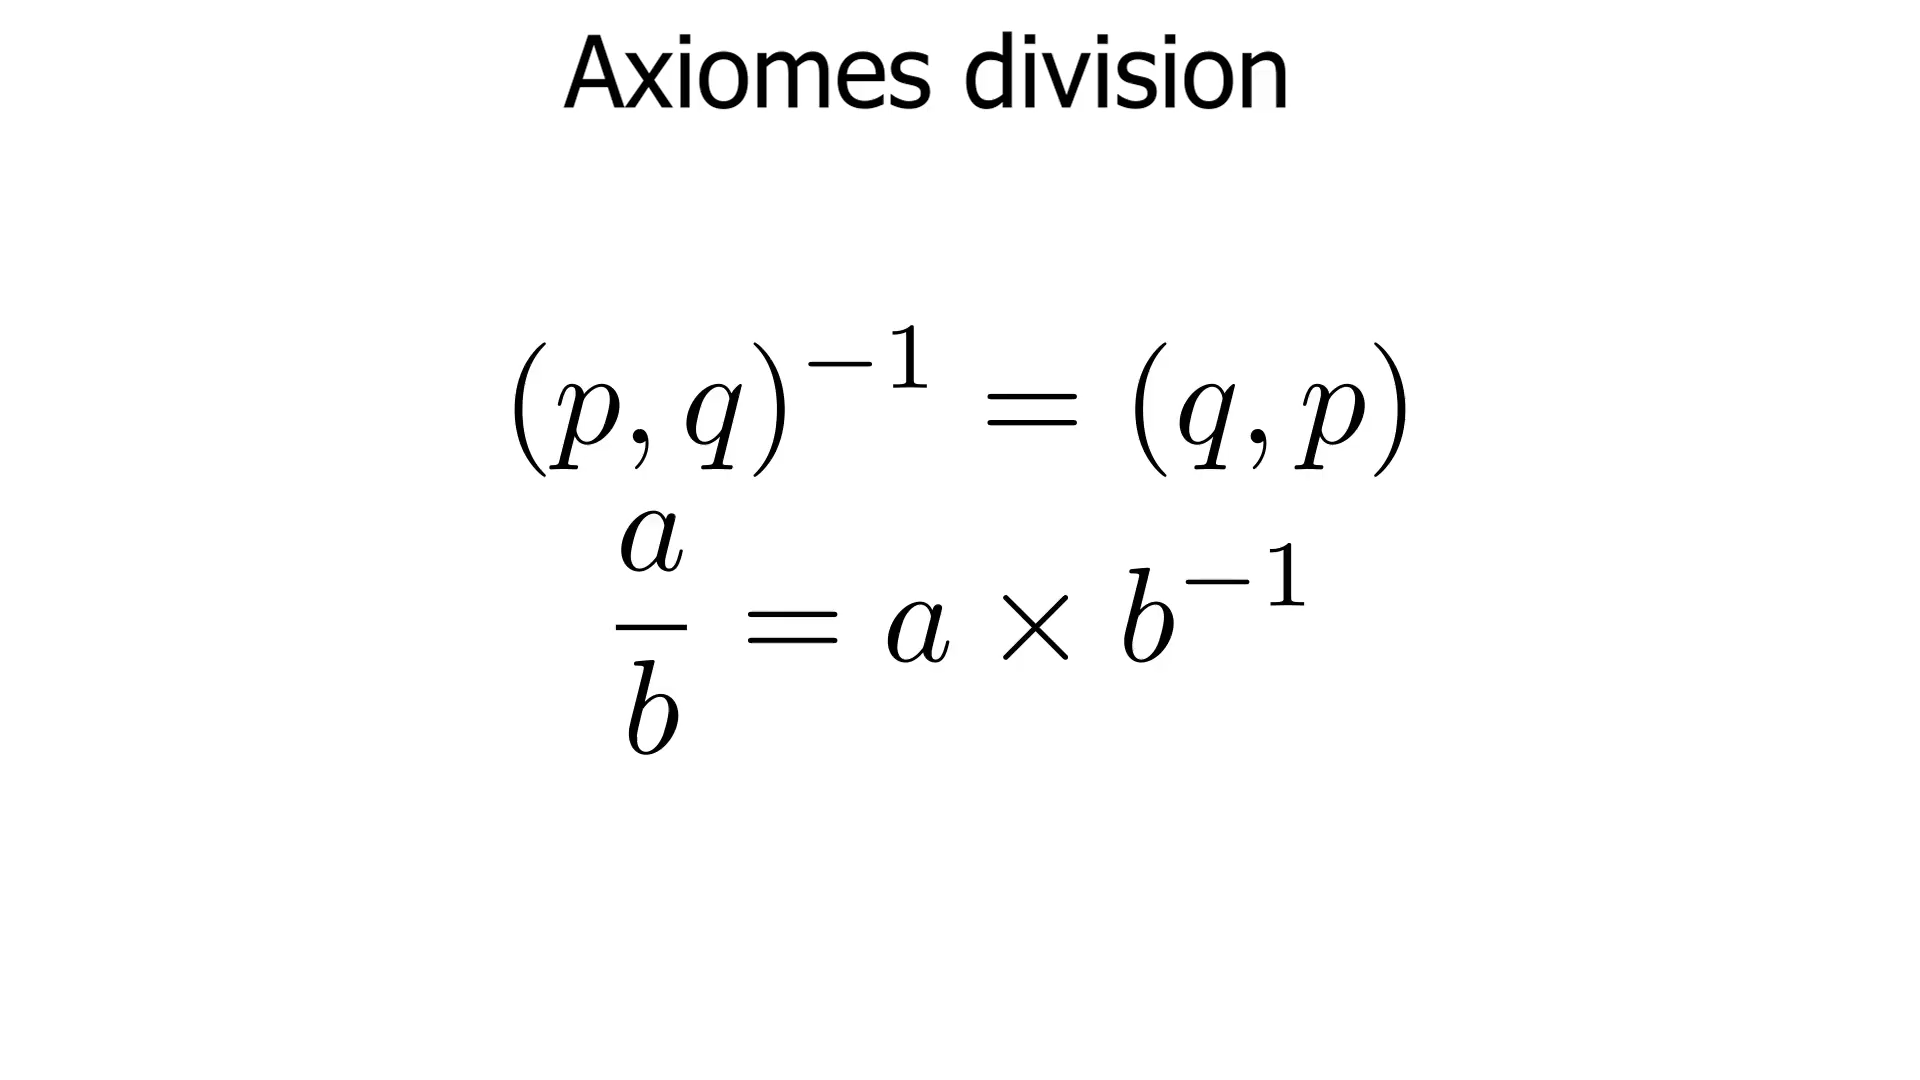 Axiomes division
(p, q)⁻¹ = (q, p)
a/b = a × b⁻¹